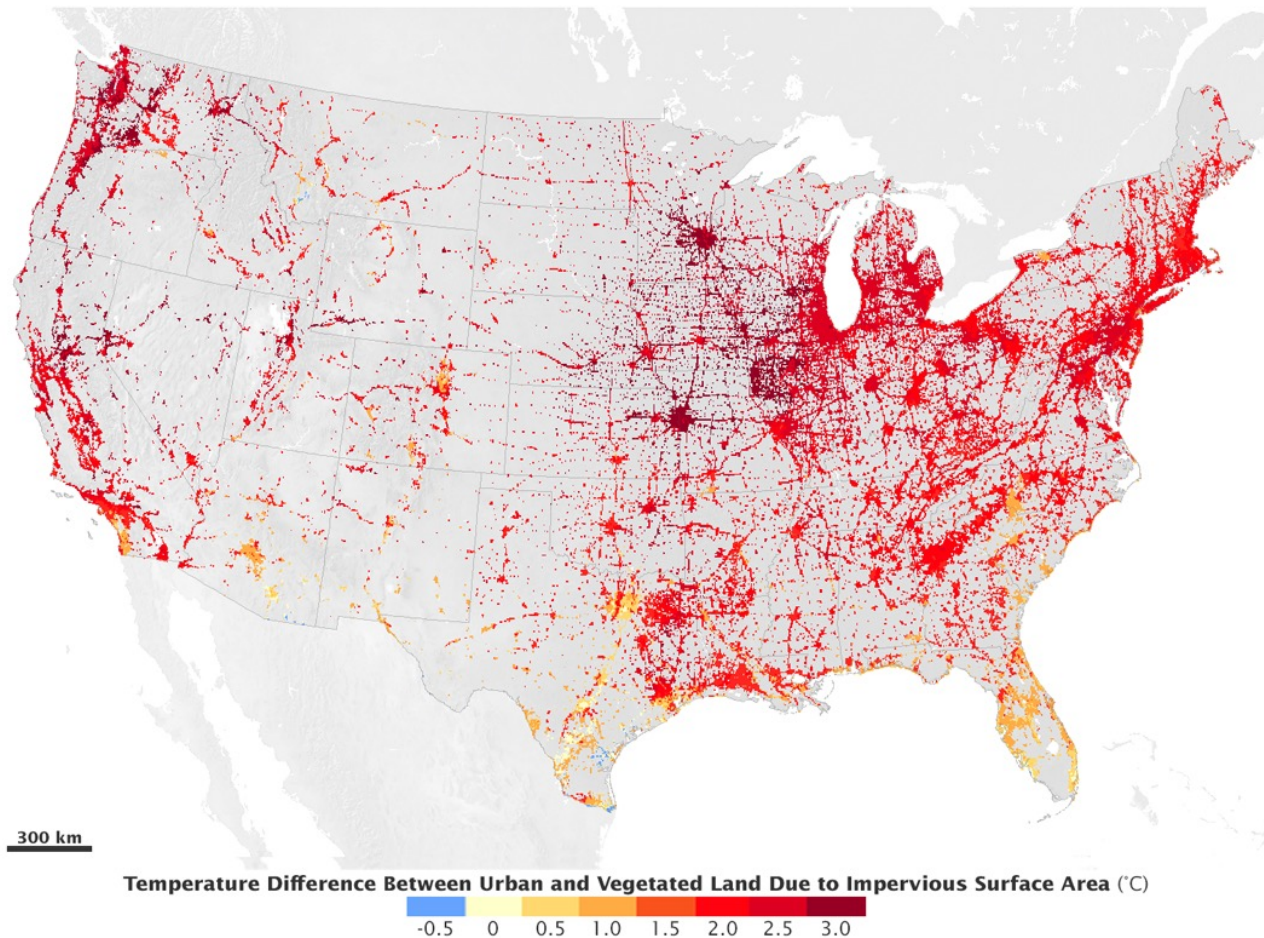 300 km
Temperature Difference Between Urban and Vegetated Land Due to Impervious Surface Area (°C)
-0.5 0 0.5 1.0 1.5 2.0 2.5 3.0